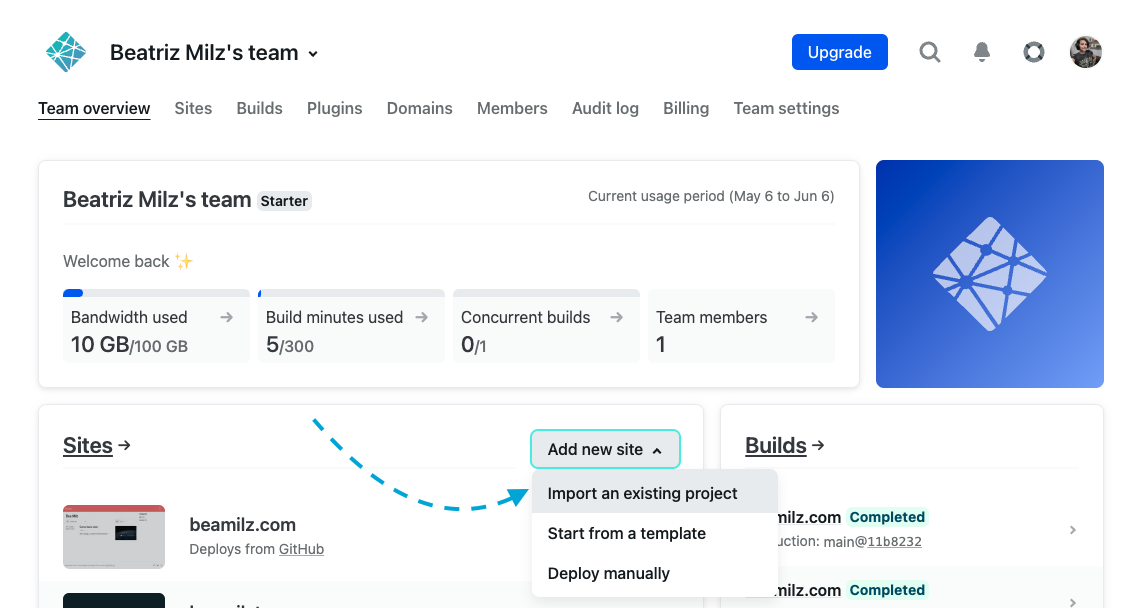 Beatriz Milz's team
Upgrade
Team overview Sites Builds Plugins Domains Members Audit log Billing Team settings
Beatriz Milz's team Starter
Current usage period (May 6 to Jun 6)
Welcome back ✨
Bandwidth used →
10 GB/100 GB
Build minutes used →
5/300
Concurrent builds →
0/1
Team members →
1
Sites →
Add new site
Import an existing project
Start from a template
Deploy manually
beamilz.com
Deploys from GitHub
Builds →
milz.com Completed
uction: main@11b8232
milz.com Completed